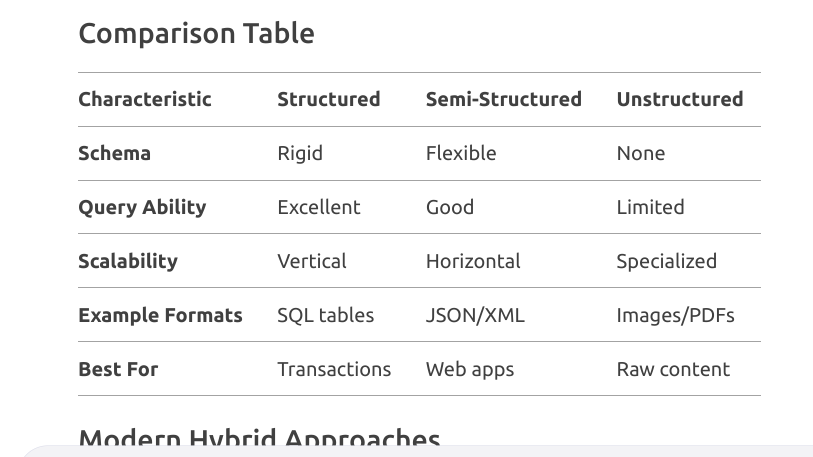 Comparison Table
Characteristic Structured Semi-Structured Unstructured
Schema Rigid Flexible None
Query Ability Excellent Good Limited
Scalability Vertical Horizontal Specialized
Example Formats SQL tables JSON/XML Images/PDFs
Best For Transactions Web apps Raw content
Modern Hybrid Approaches